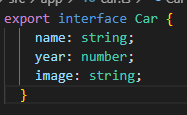 export interface Car {
name: string;
year: number;
image: string;
}